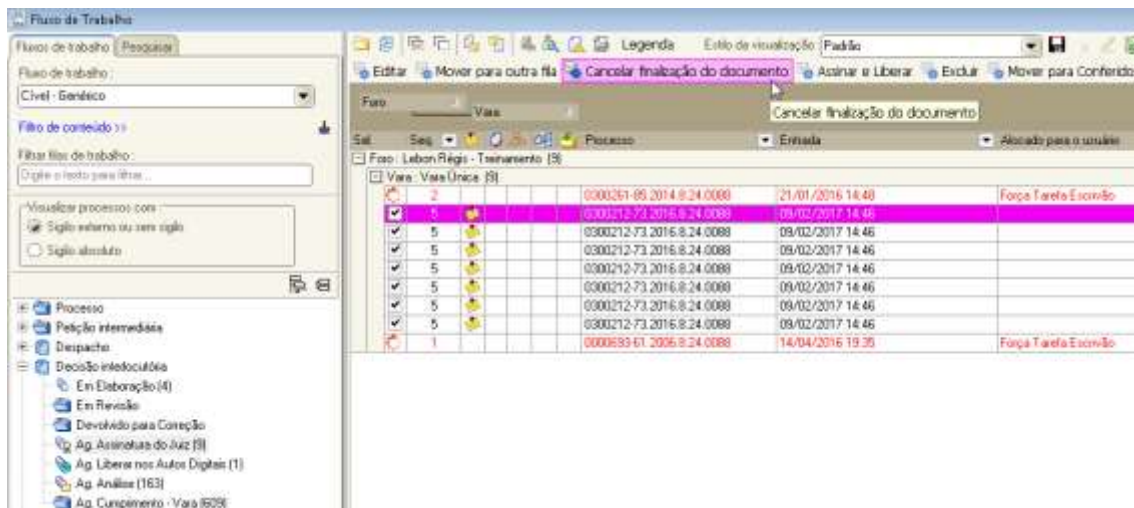 Fluxo de Trabalho
Fluxos de trabalho Pesquisar
Fluxo de trabalho :
Cível - Genérico
Filtro de conteúdo >>
Filtrar filas de trabalho :
Digite o texto para filtrar ...
Visualizar processos com
Sigilo externo ou sem sigilo
Sigilo absoluto
Processo
Petição intermediária
Despacho
Decisão interlocutória
Em Elaboração (4)
Em Revisão
Devolvido para Correção
Ag. Assinatura do Juiz (9)
Ag. Liberar nos Autos Digitais (1)
Ag. Análise (163)
Ag. Cumprimento - Vara (609)
Legenda Estilo de visualização Padrão
Editar Mover para outra fila Cancelar finalização do documento Assinar e Liberar Excluir Mover para Conferido
Foro Vara Cancelar finalização do documento
Sel Seq Processo Entrada Alocado para o usuário
Foro : Lebon Régis - Treinamento (9)
Vara : Vara Única (9)
2 0300261-85.2014.8.24.0088 21/01/2016 14:48 Força Tarefa Escrivão
5 0300212-73.2016.8.24.0088 09/02/2017 14:46
5 0300212-73.2016.8.24.0088 09/02/2017 14:46
5 0300212-73.2016.8.24.0088 09/02/2017 14:46
5 0300212-73.2016.8.24.0088 09/02/2017 14:46
5 0300212-73.2016.8.24.0088 09/02/2017 14:46
5 0300212-73.2016.8.24.0088 09/02/2017 14:46
5 0300212-73.2016.8.24.0088 09/02/2017 14:46
1 0000693-61.2006.8.24.0088 14/04/2016 19:35 Força Tarefa Escrivão